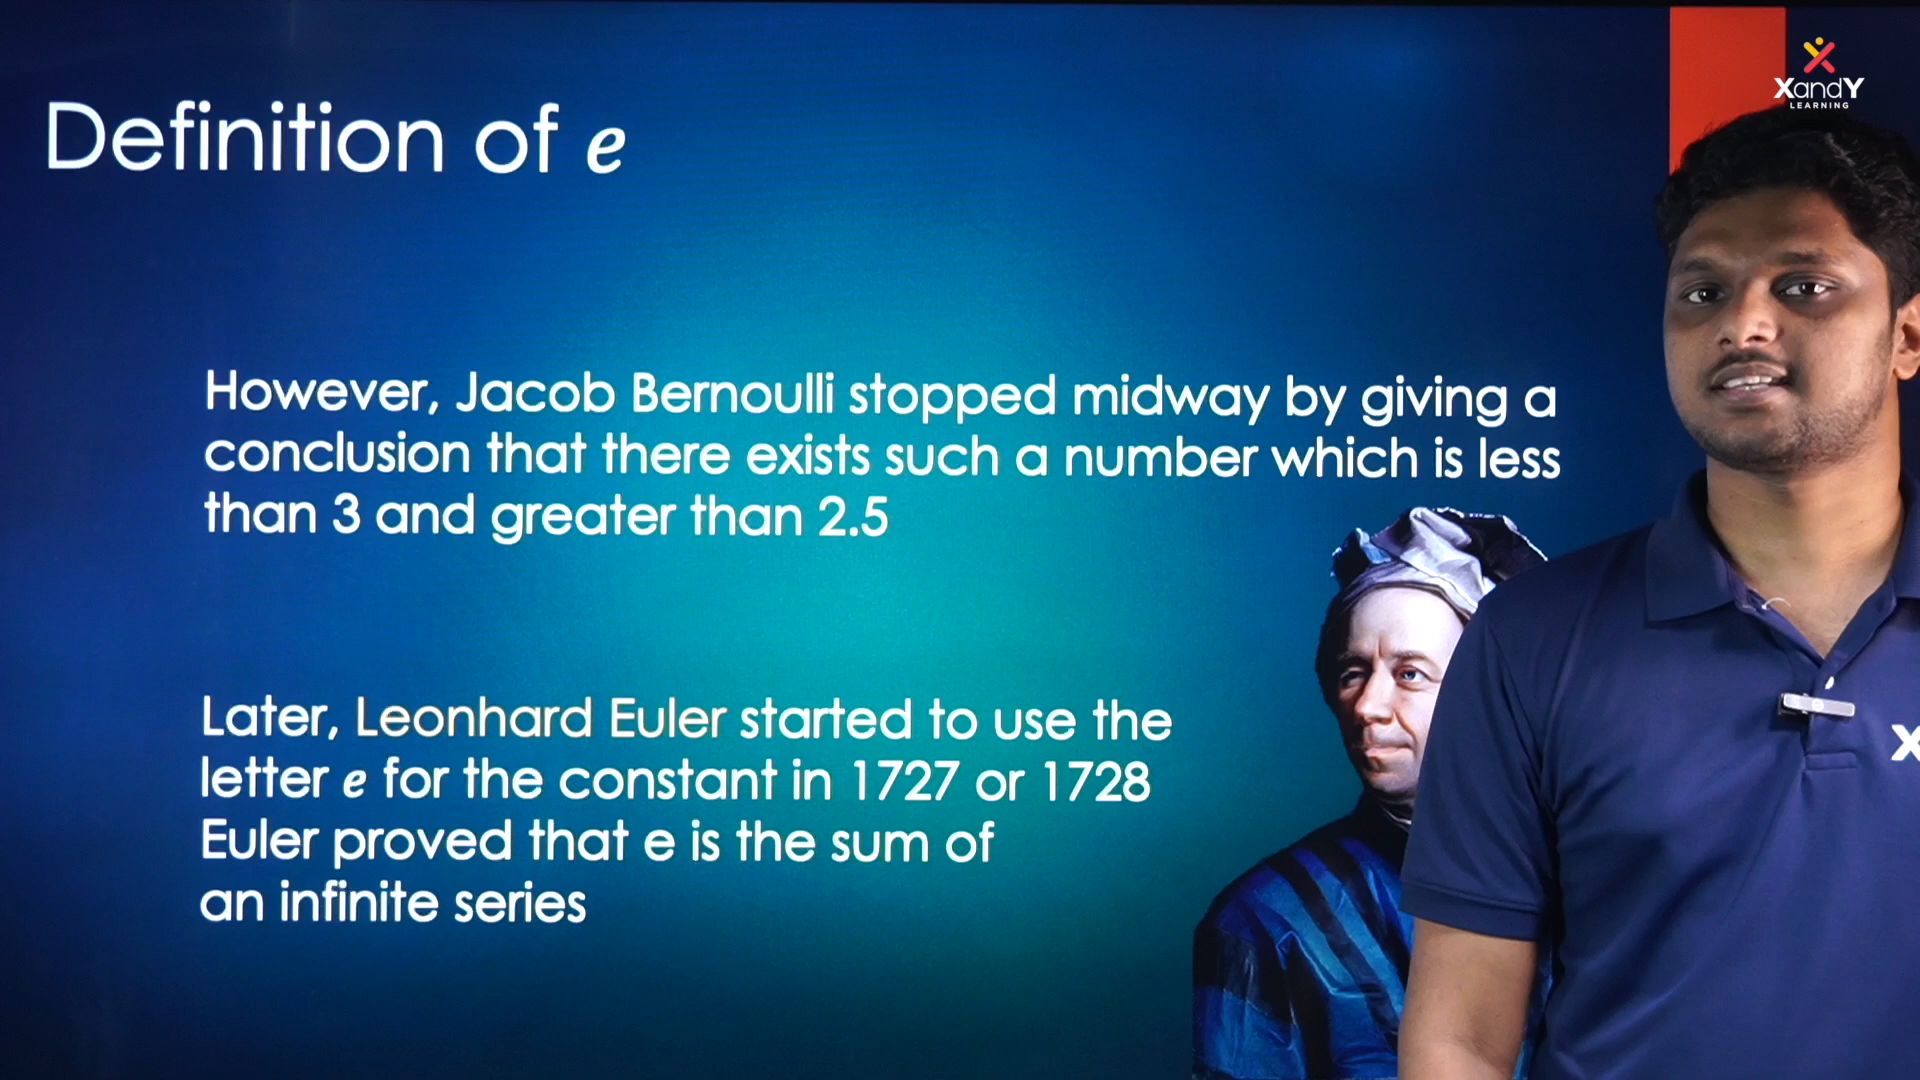 XandY
LEARNING
Definition of e
However, Jacob Bernoulli stopped midway by giving a
conclusion that there exists such a number which is less
than 3 and greater than 2.5
Later, Leonhard Euler started to use the
letter e for the constant in 1727 or 1728
Euler proved that e is the sum of
an infinite series
X